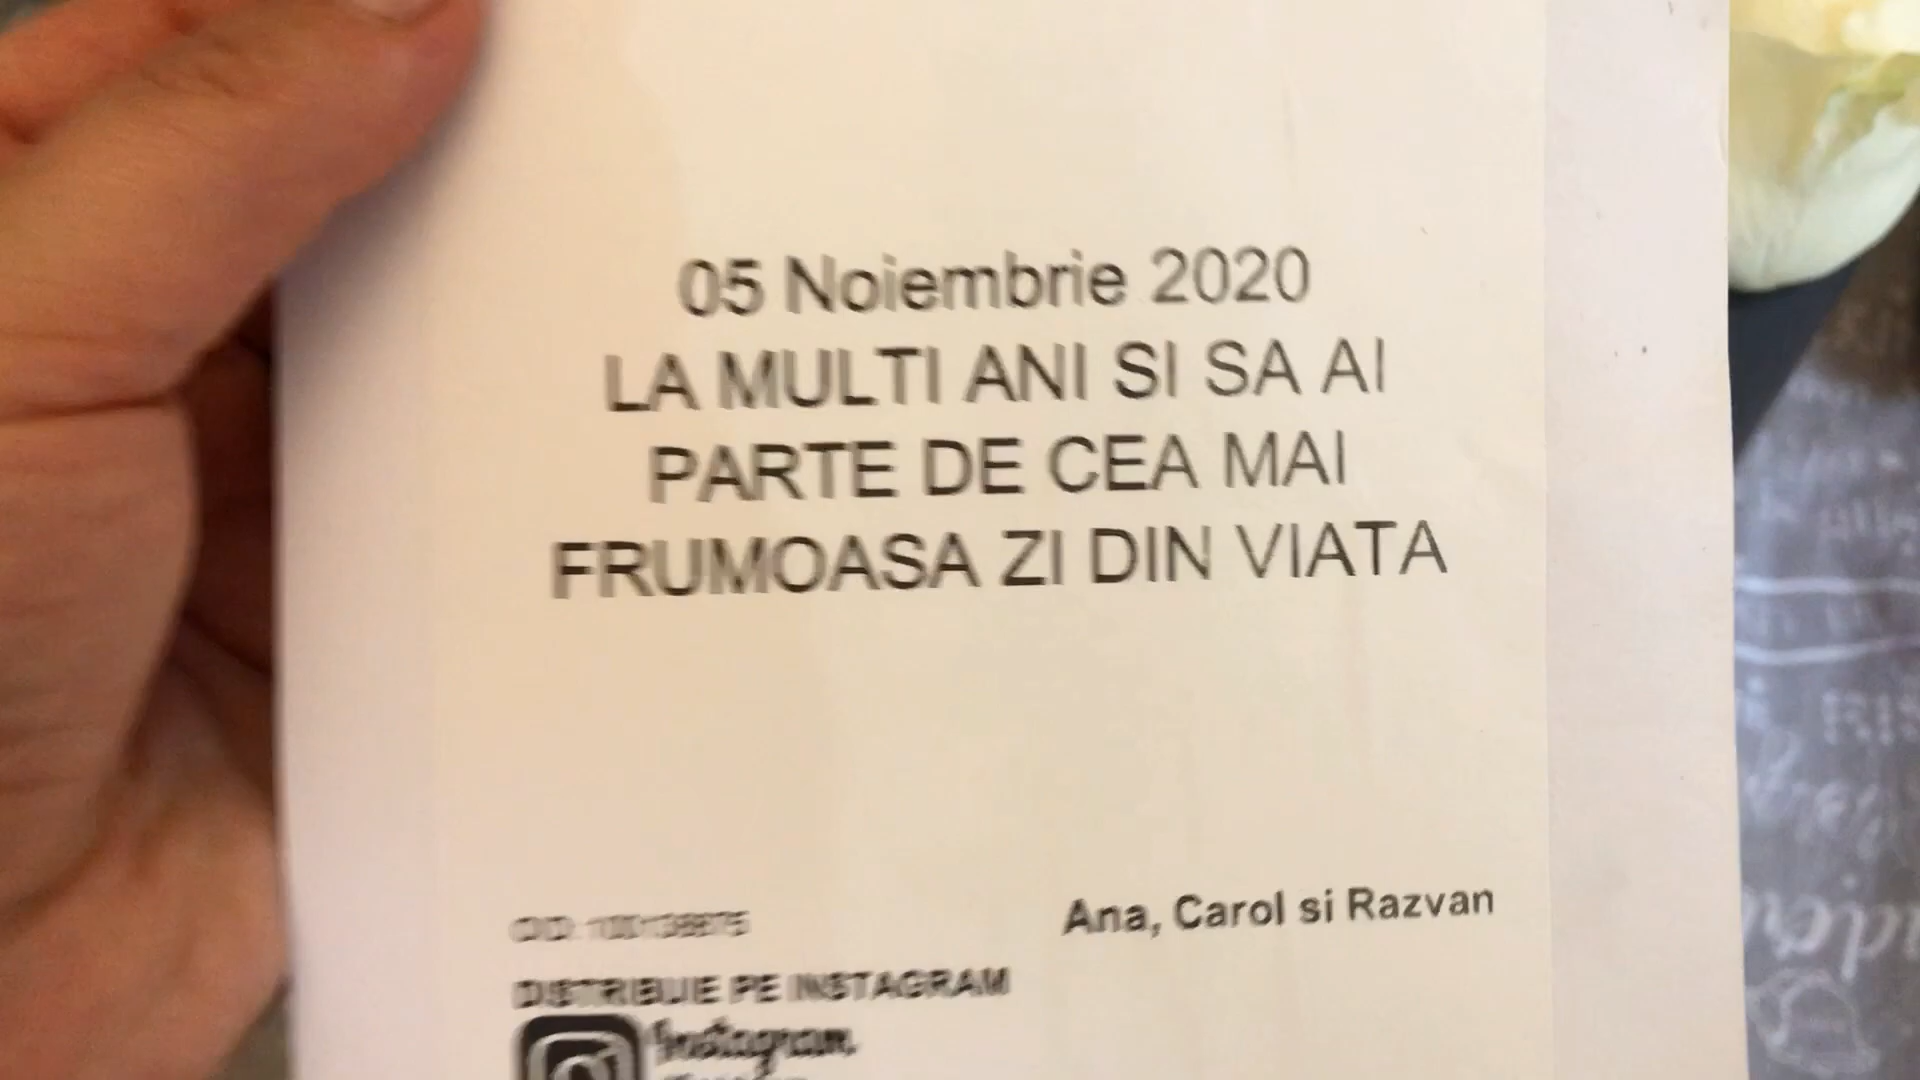 05 Noiembrie 2020
LA MULTI ANI SI SA AI
PARTE DE CEA MAI
FRUMOASA ZI DIN VIATA
Ana, Carol si Razvan
DISTRIBUIE PE INSTAGRAM
Instagram